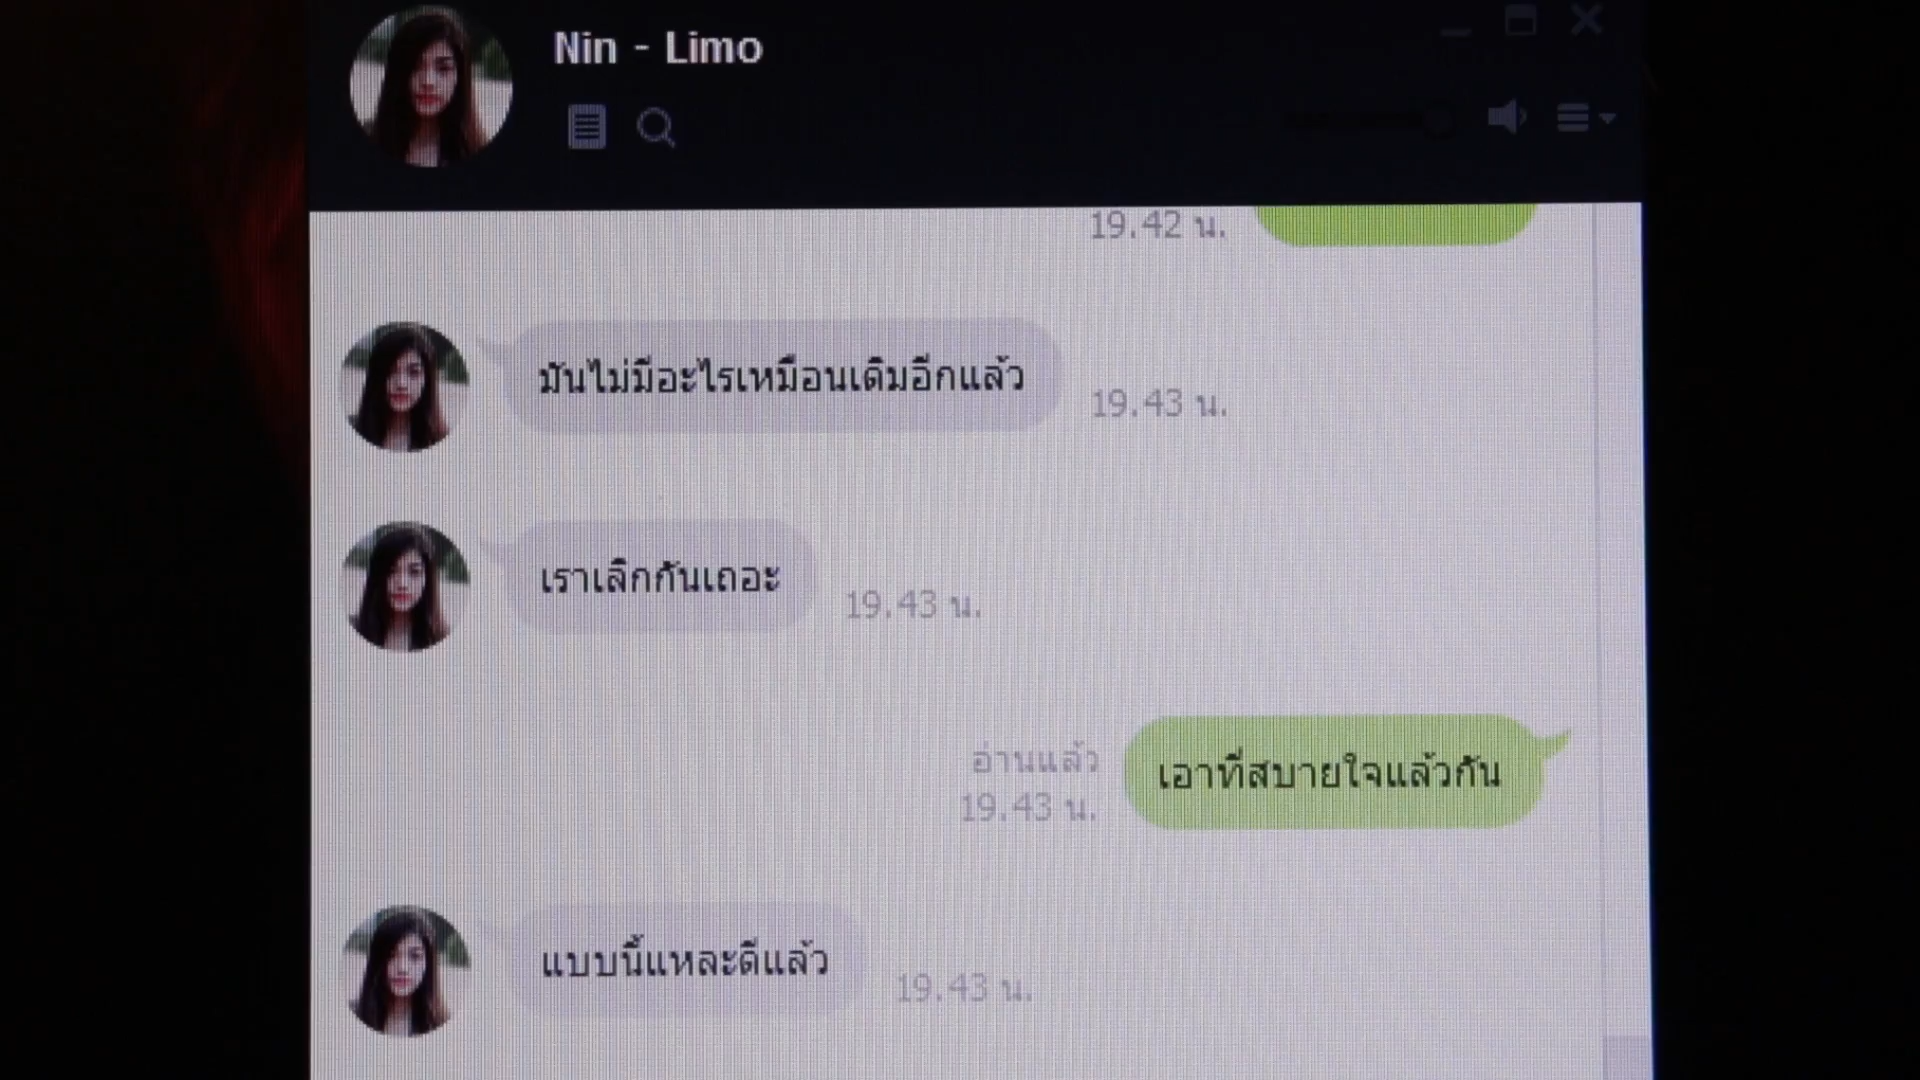 Nin - Limo
19.42 น.
มันไม่มีอะไรเหมือนเดิมอีกแล้ว
19.43 น.
เราเลิกกันเถอะ
19.43 น.
อ่านแล้ว
19.43 น.
เอาที่สบายใจแล้วกัน
แบบนี้แหละดีแล้ว
19.43 น.